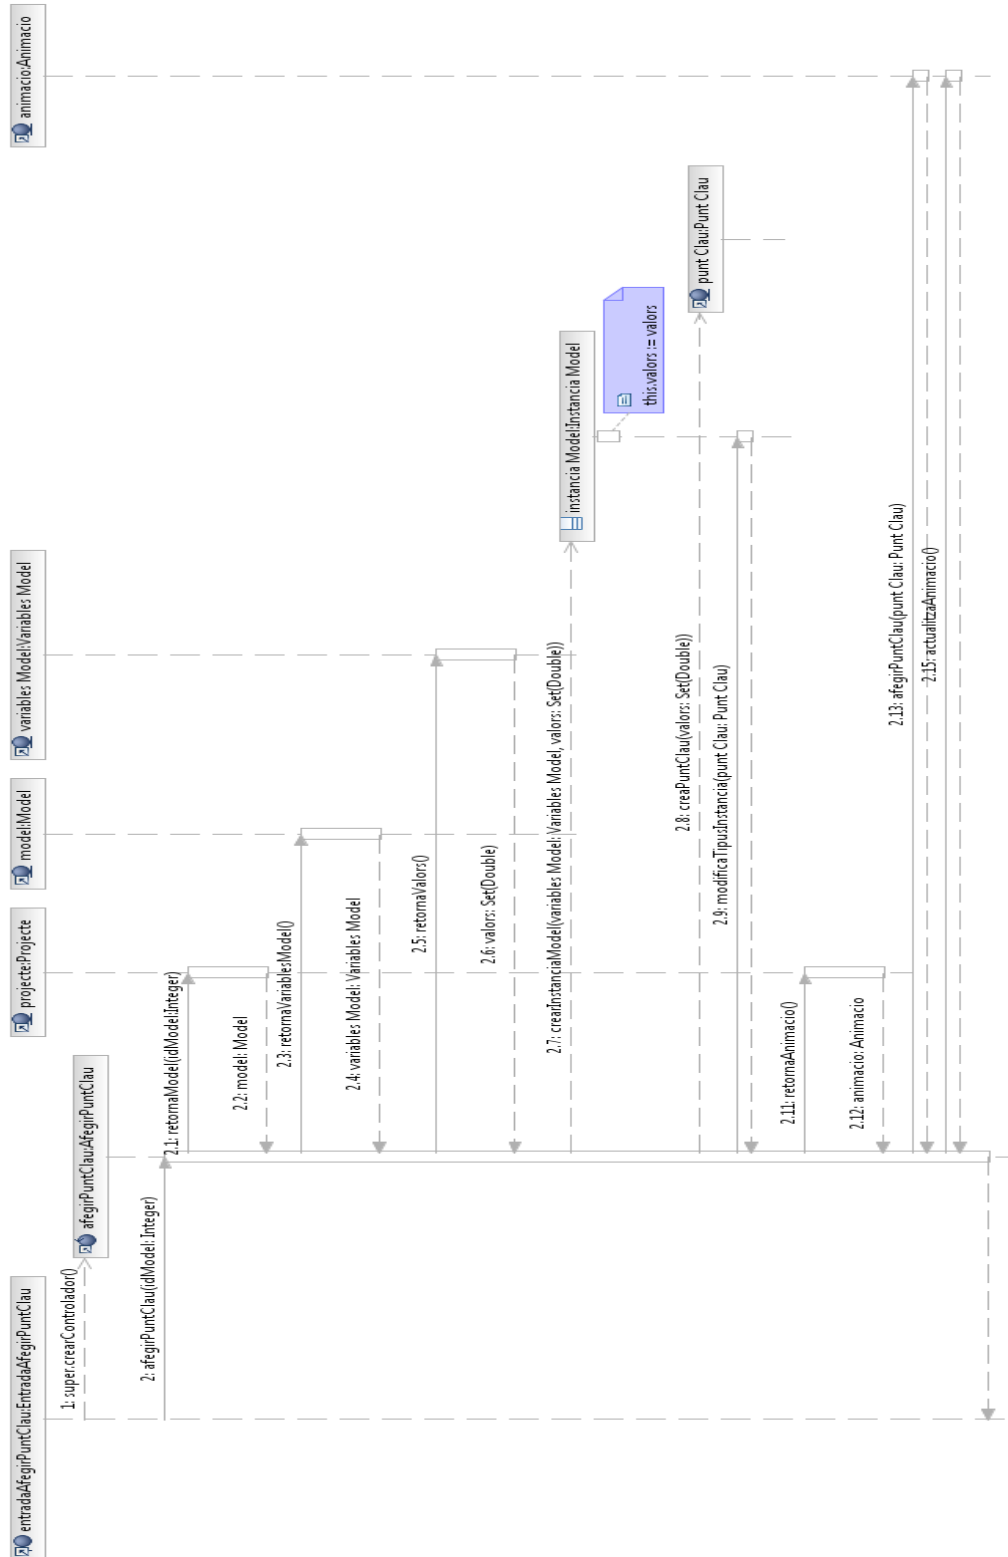 entradaAfegirPuntClau:EntradaAfegirPuntClau
afegirPuntClau:AfegirPuntClau
projecte:Projecte
model:Model
variables Model:Variables Model
animacio:Animacio
1: super.crearControlador()
2: afegirPuntClau(idModel: Integer)
2.1: retornaModel(idModel:Integer)
2.2: model: Model
2.3: retornaVariablesModel()
2.4: variables Model: Variables Model
2.5: retornaValors()
2.6: valors: Set(Double)
2.7: crearInstanciaModel(variables Model: Variables Model, valors: Set(Double))
instancia Model:Instancia Model
this.valors := valors
2.8: creaPuntClau(valors: Set(Double))
punt Clau:Punt Clau
2.9: modificaTipusInstancia(punt Clau: Punt Clau)
2.11: retornaAnimacio()
2.12: animacio: Animacio
2.13: afegirPuntClau(punt Clau: Punt Clau)
2.15: actualitzaAnimacio()